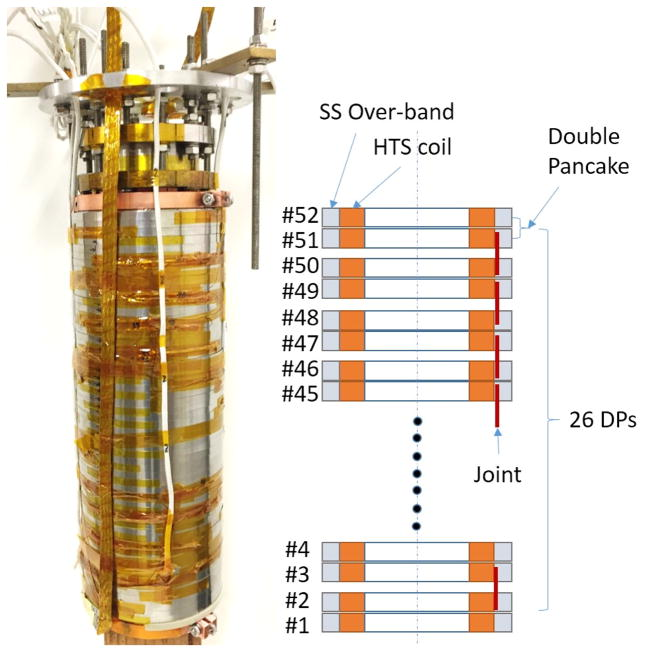 SS Over-band
HTS coil
Double
Pancake
#52
#51
#50
#49
#48
#47
#46
#45
26 DPs
Joint
#4
#3
#2
#1